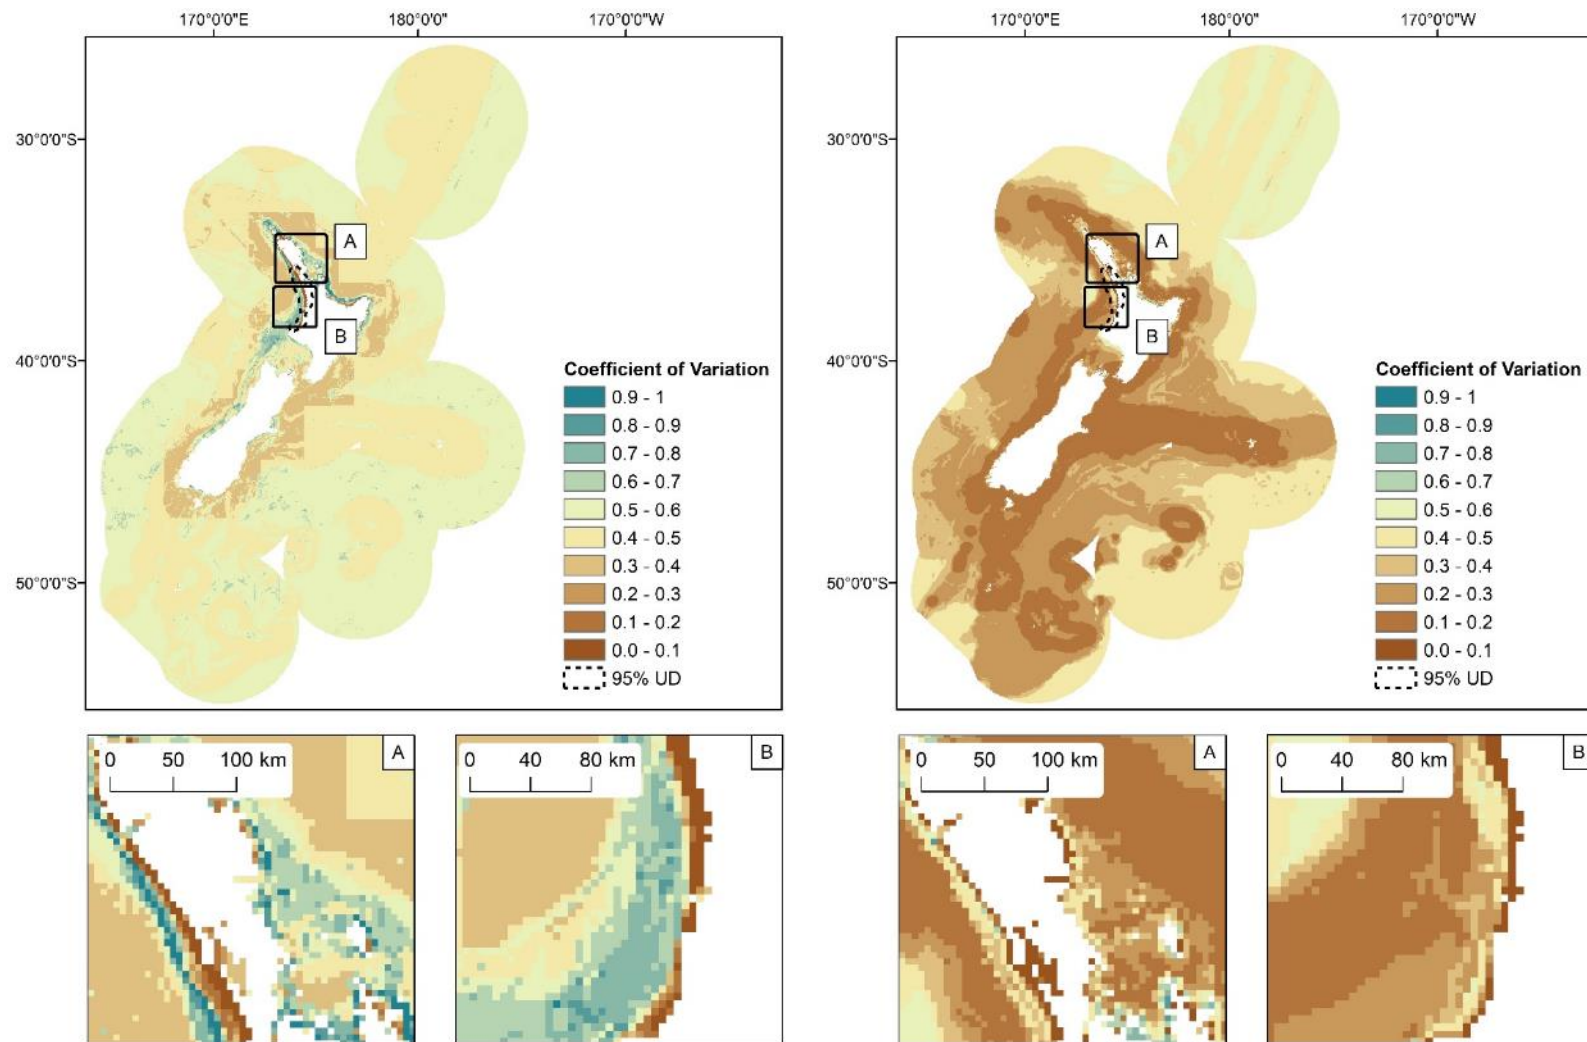 170°0'0"E 180°0'0" 170°0'0"W
30°0'0"S
40°0'0"S
50°0'0"S
A
B
Coefficient of Variation
0.9 - 1
0.8 - 0.9
0.7 - 0.8
0.6 - 0.7
0.5 - 0.6
0.4 - 0.5
0.3 - 0.4
0.2 - 0.3
0.1 - 0.2
0.0 - 0.1
95% UD
0 50 100 km
A
0 40 80 km
B
170°0'0"E 180°0'0" 170°0'0"W
30°0'0"S
40°0'0"S
50°0'0"S
A
B
Coefficient of Variation
0.9 - 1
0.8 - 0.9
0.7 - 0.8
0.6 - 0.7
0.5 - 0.6
0.4 - 0.5
0.3 - 0.4
0.2 - 0.3
0.1 - 0.2
0.0 - 0.1
95% UD
0 50 100 km
A
0 40 80 km
B